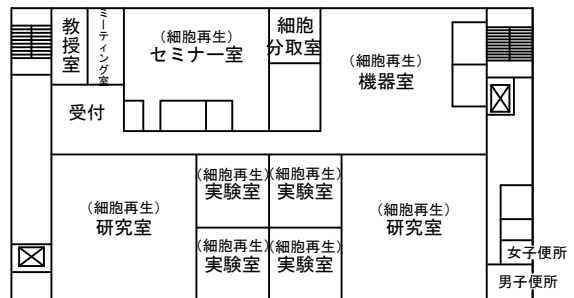 教授室
ミーティング室
(細胞再生)
セミナー室
細胞
分取室
(細胞再生)
機器室
受付
(細胞再生)
研究室
(細胞再生)
実験室
(細胞再生)
実験室
(細胞再生)
研究室
(細胞再生)
実験室
(細胞再生)
実験室
女子便所
男子便所